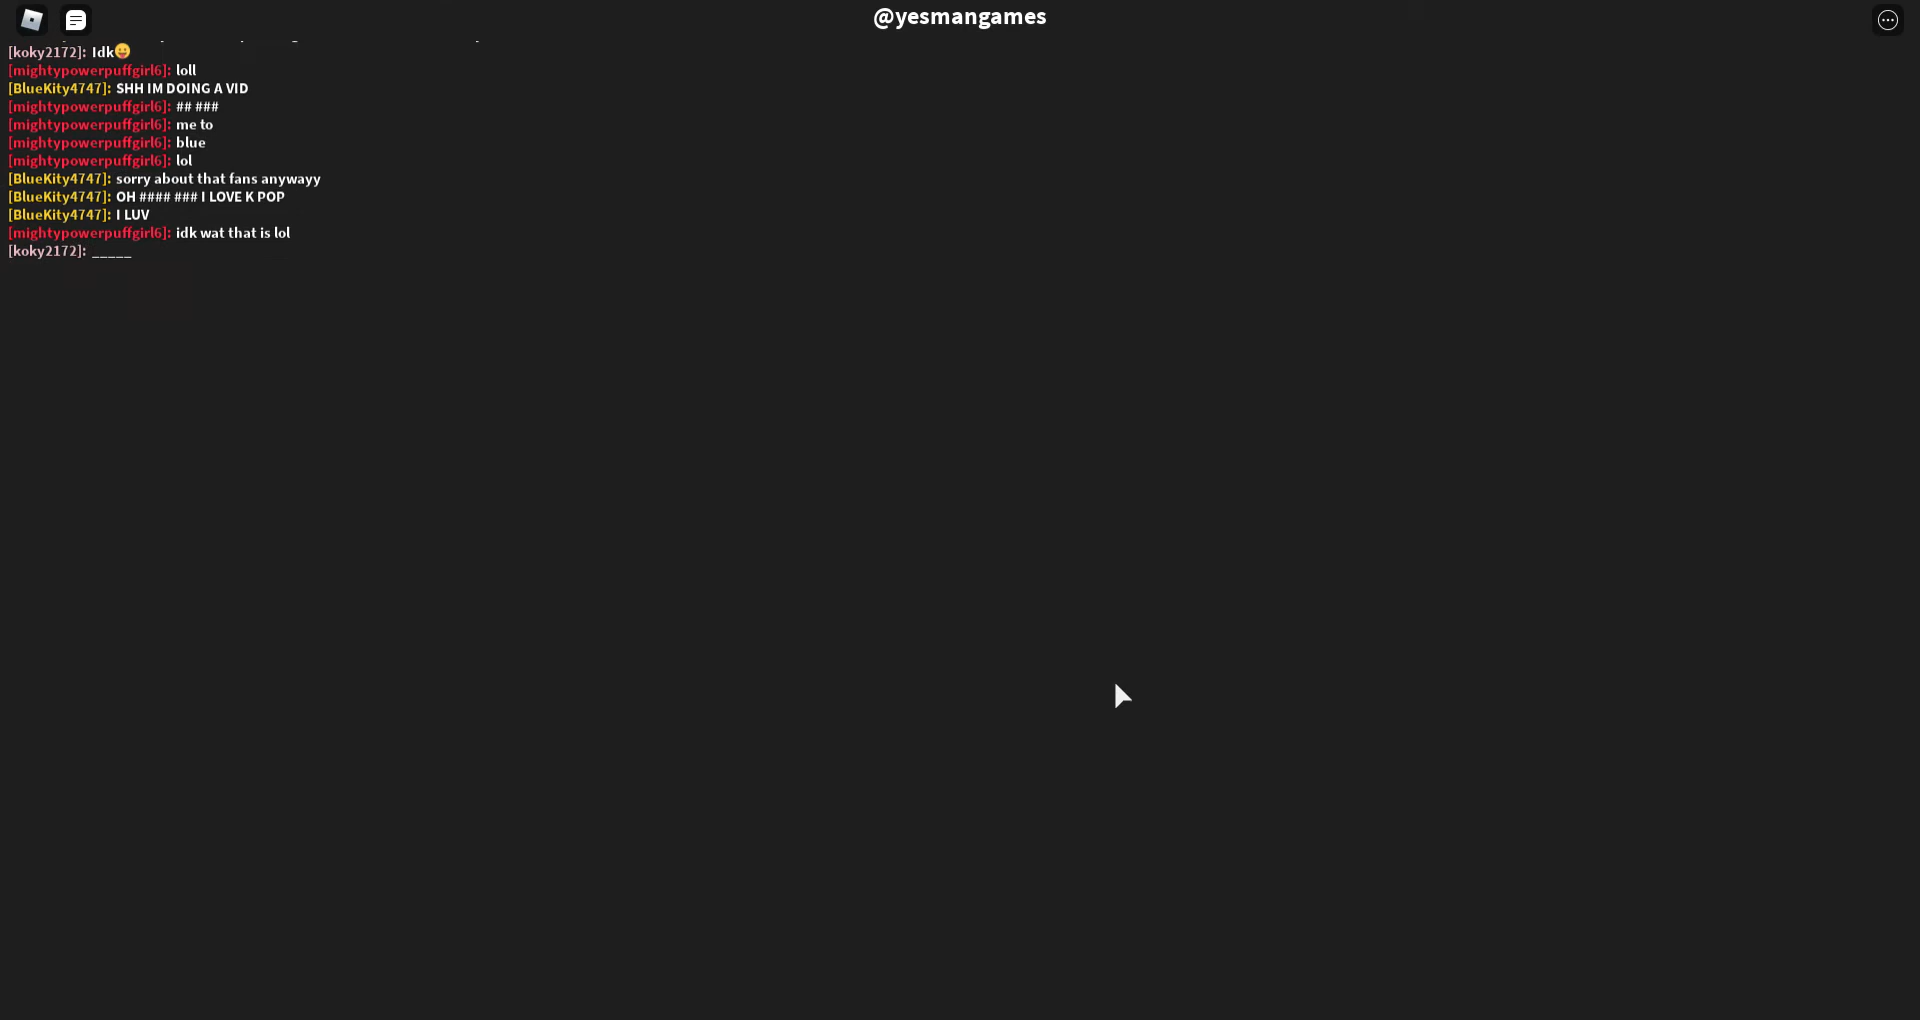 @yesmangames
[koky2172]: Idk😛
[mightypowerpuffgirl6]: loll
[BlueKity4747]: SHH IM DOING A VID
[mightypowerpuffgirl6]: ## ###
[mightypowerpuffgirl6]: me to
[mightypowerpuffgirl6]: blue
[mightypowerpuffgirl6]: lol
[BlueKity4747]: sorry about that fans anywayy
[BlueKity4747]: OH #### ### I LOVE K POP
[BlueKity4747]: I LUV
[mightypowerpuffgirl6]: idk wat that is lol
[koky2172]: _____